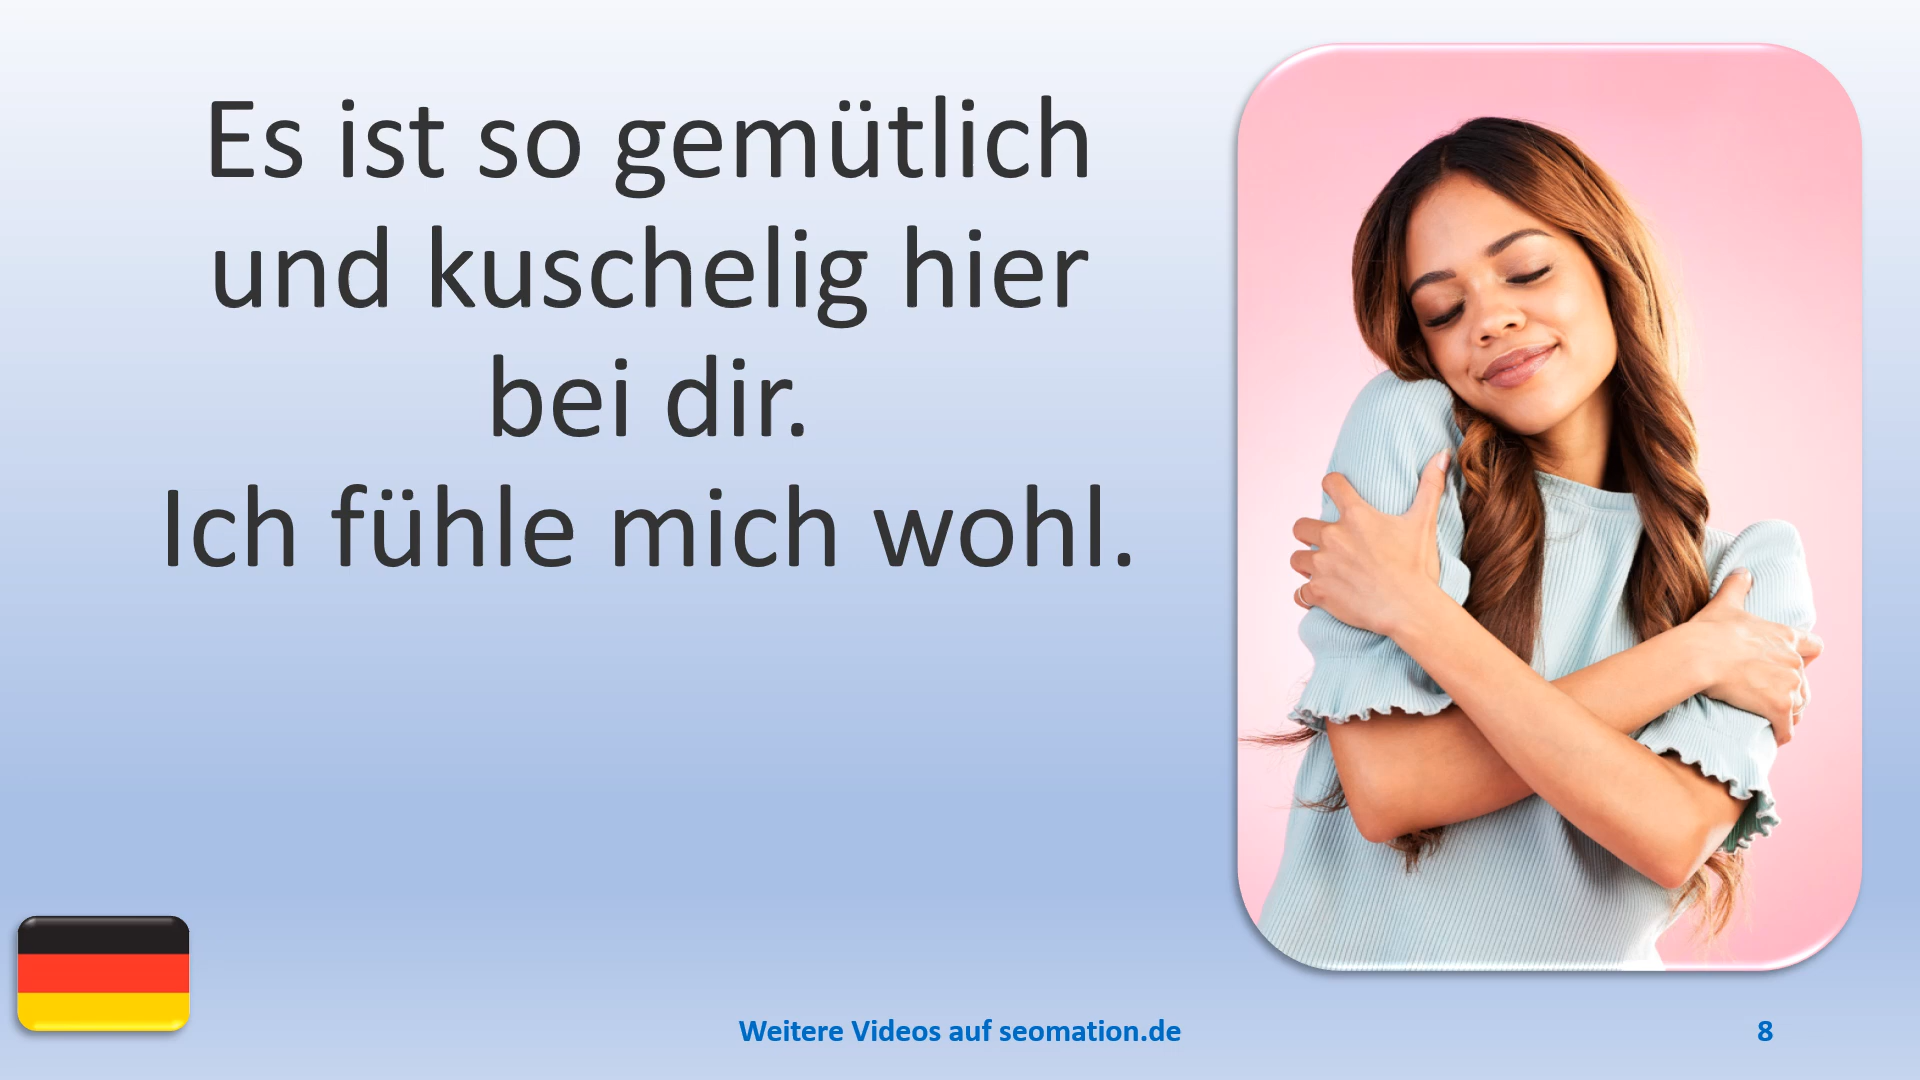 Es ist so gemütlich
und kuschelig hier
bei dir.
Ich fühle mich wohl.
Weitere Videos auf seomation.de
8